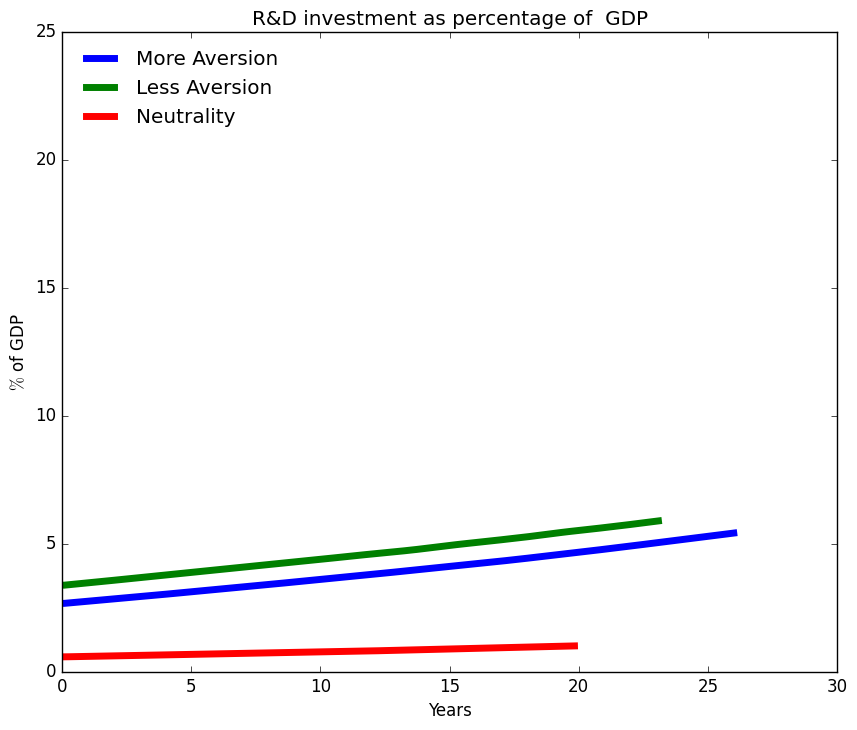 R&D investment as percentage of  GDP
25
More Aversion
Less Aversion
Neutrality
20
15
% of GDP
10
5
0
0 5 10 15 20 25 30
Years